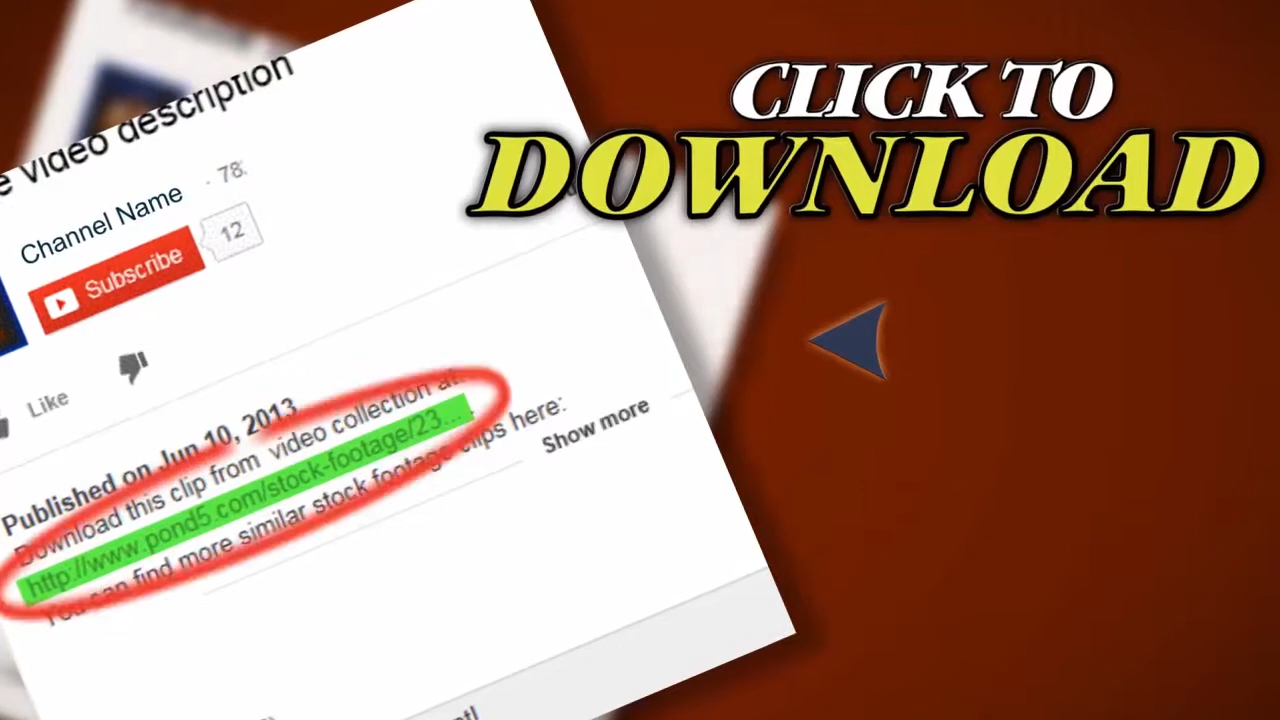 CLICK TO
DOWNLOAD
video description
Channel Name
· 78
Subscribe
12
Like
Published on Jun 10, 2013
Download this clip from video collection at:
http://www.pond5.com/stock-footage/23...
You can find more similar stock footage clips here:
Show more